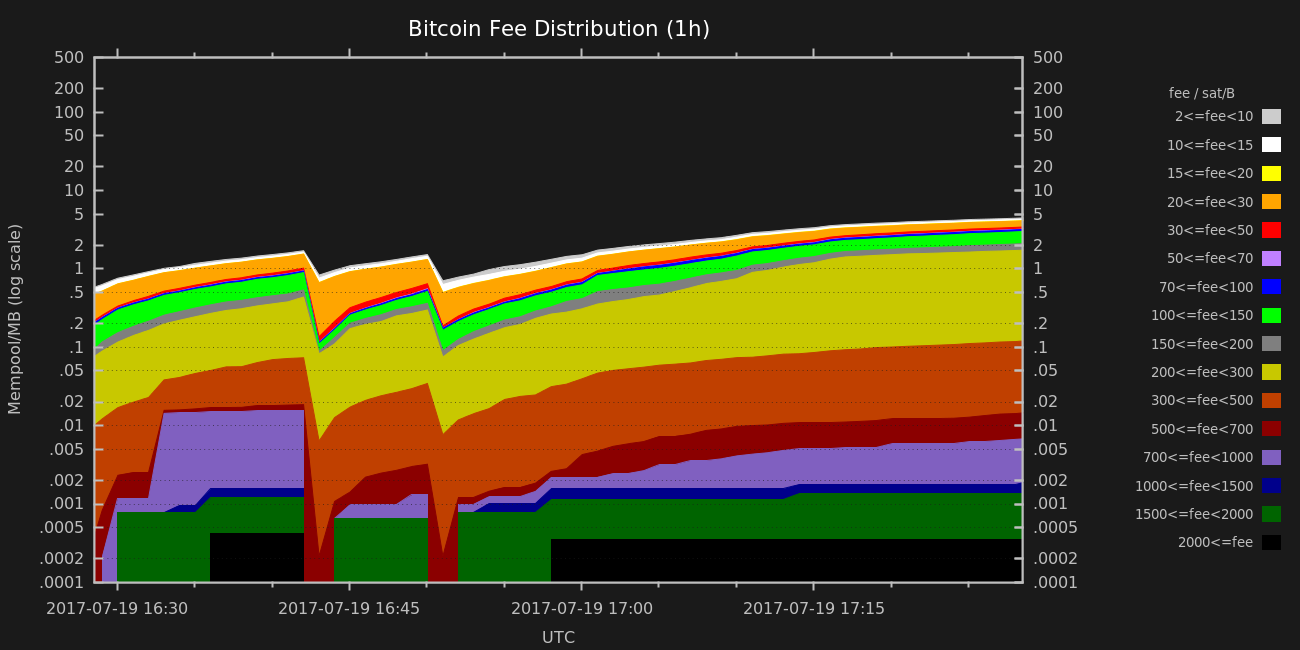 Bitcoin Fee Distribution (1h)
500
200
100
50
20
10
5
2
1
.5
.2
.1
.05
.02
.01
.005
.002
.001
.0005
.0002
.0001
Mempool/MB (log scale)
500
200
100
50
20
10
5
2
1
.5
.2
.1
.05
.02
.01
.005
.002
.001
.0005
.0002
.0001
fee / sat/B
2<=fee<10
10<=fee<15
15<=fee<20
20<=fee<30
30<=fee<50
50<=fee<70
70<=fee<100
100<=fee<150
150<=fee<200
200<=fee<300
300<=fee<500
500<=fee<700
700<=fee<1000
1000<=fee<1500
1500<=fee<2000
2000<=fee
2017-07-19 16:30
2017-07-19 16:45
2017-07-19 17:00
2017-07-19 17:15
UTC